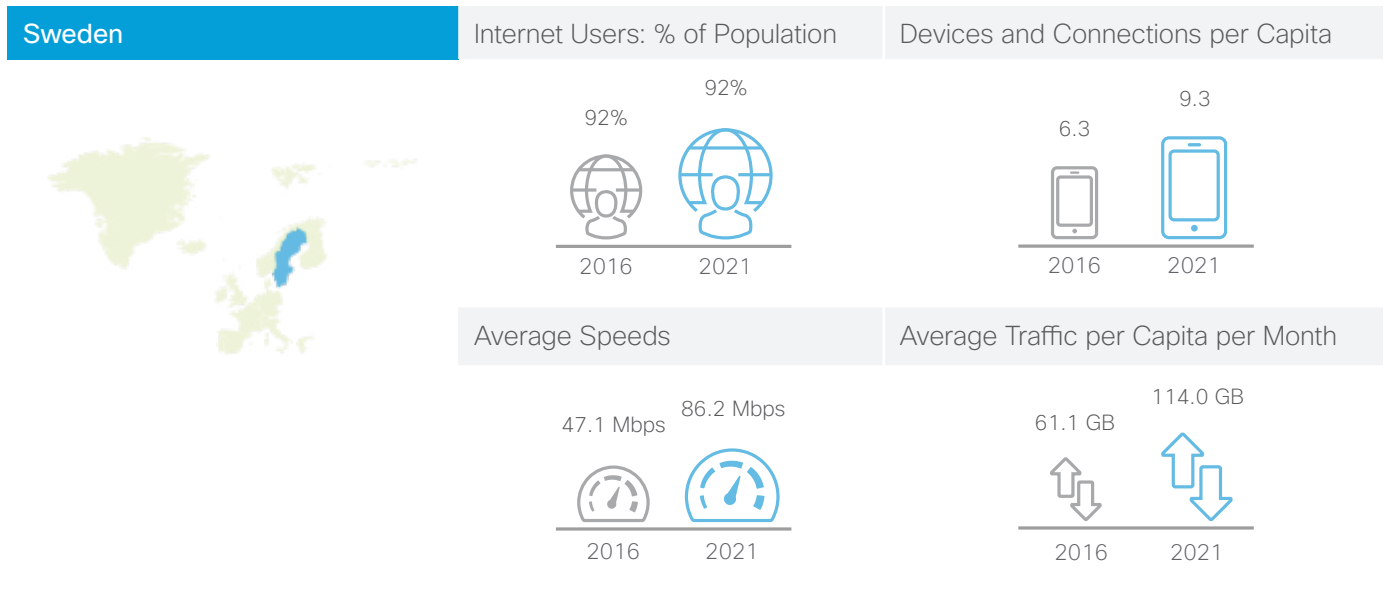 Sweden
Internet Users: % of Population
92%
92%
2016
2021
Devices and Connections per Capita
6.3
9.3
2016
2021
Average Speeds
47.1 Mbps
86.2 Mbps
2016
2021
Average Traffic per Capita per Month
61.1 GB
114.0 GB
2016
2021